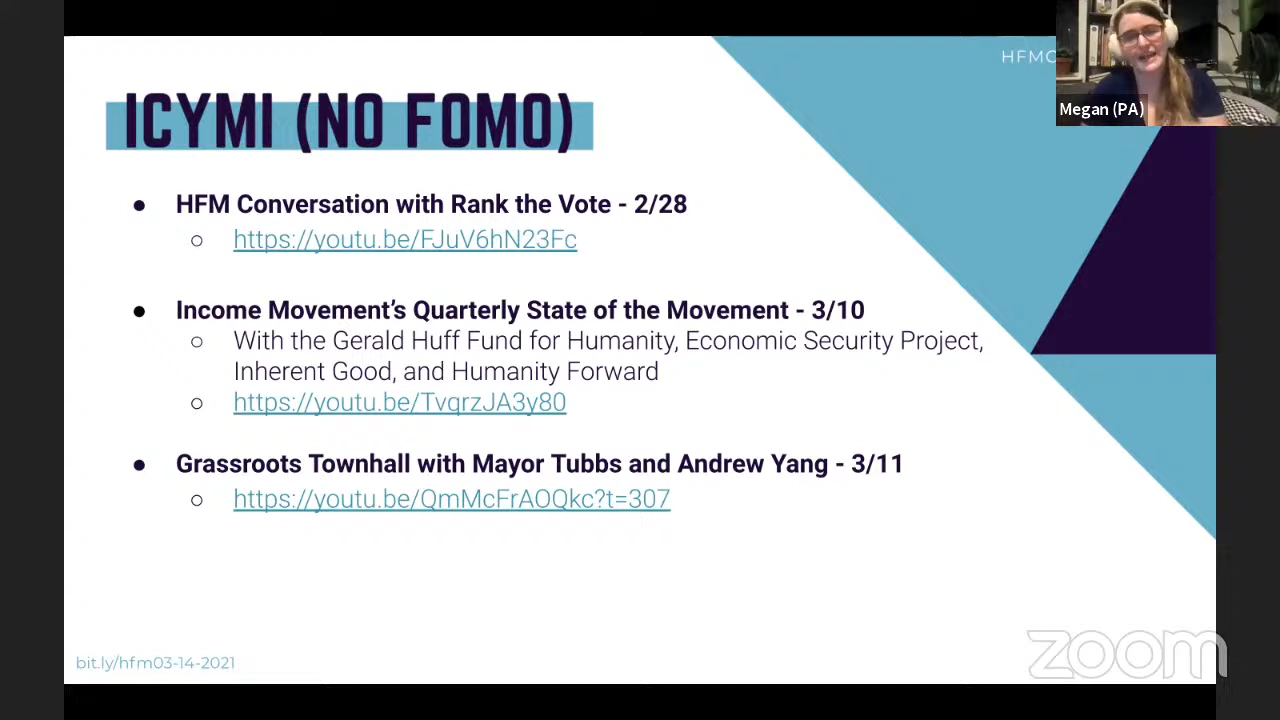 HFMC
Megan (PA)
ICYMI (NO FOMO)
● HFM Conversation with Rank the Vote - 2/28
○ https://youtu.be/FJuV6hN23Fc
● Income Movement’s Quarterly State of the Movement - 3/10
○ With the Gerald Huff Fund for Humanity, Economic Security Project,
Inherent Good, and Humanity Forward
○ https://youtu.be/TvqrzJA3y80
● Grassroots Townhall with Mayor Tubbs and Andrew Yang - 3/11
○ https://youtu.be/QmMcFrAOQkc?t=307
bit.ly/hfm03-14-2021
zoom